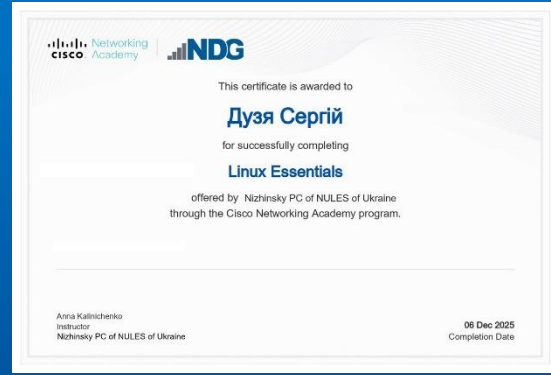 Networking
CISCO Academy
NDG
This certificate is awarded to
Дузя Сергій
for successfully completing
Linux Essentials
offered by Nizhinsky PC of NULES of Ukraine
through the Cisco Networking Academy program.
Anna Kalinichenko
Instructor
Nizhinsky PC of NULES of Ukraine
06 Dec 2025
Completion Date